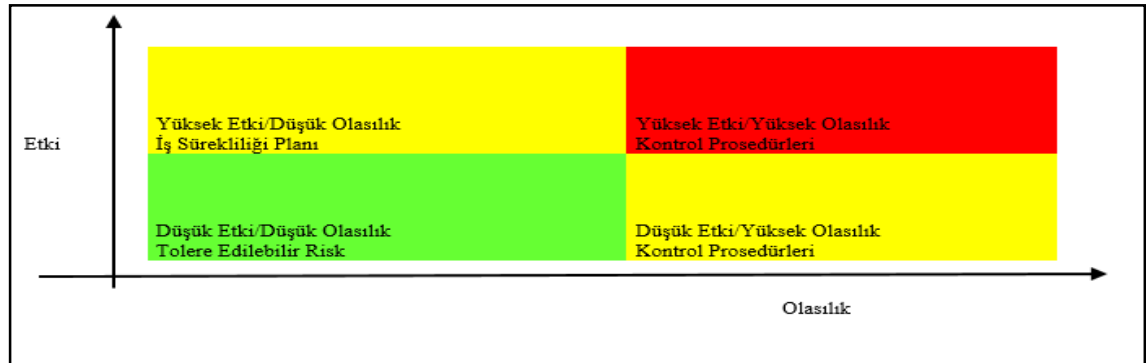 Etki
Yüksek Etki/Düşük Olasılık
İş Sürekliliği Planı
Yüksek Etki/Yüksek Olasılık
Kontrol Prosedürleri
Düşük Etki/Düşük Olasılık
Tolere Edilebilir Risk
Düşük Etki/Yüksek Olasılık
Kontrol Prosedürleri
Olasılık